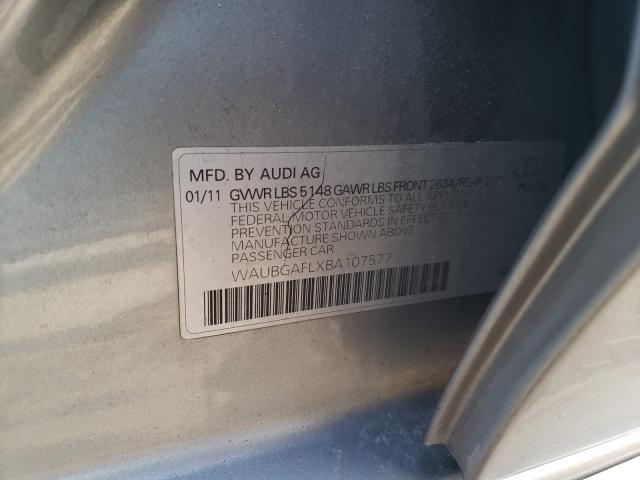 MFD. BY AUDI AG
01/11 GVWR LBS 5148 GAWR LBS FRONT 2634/REAR
THIS VEHICLE CONFORMS TO ALL
FEDERAL MOTOR VEHICLE SAFETY
PREVENTION STANDARDS IN EFFECT
MANUFACTURE SHOWN ABOVE
PASSENGER CAR
WAUBGAFLXBA107577
Audi